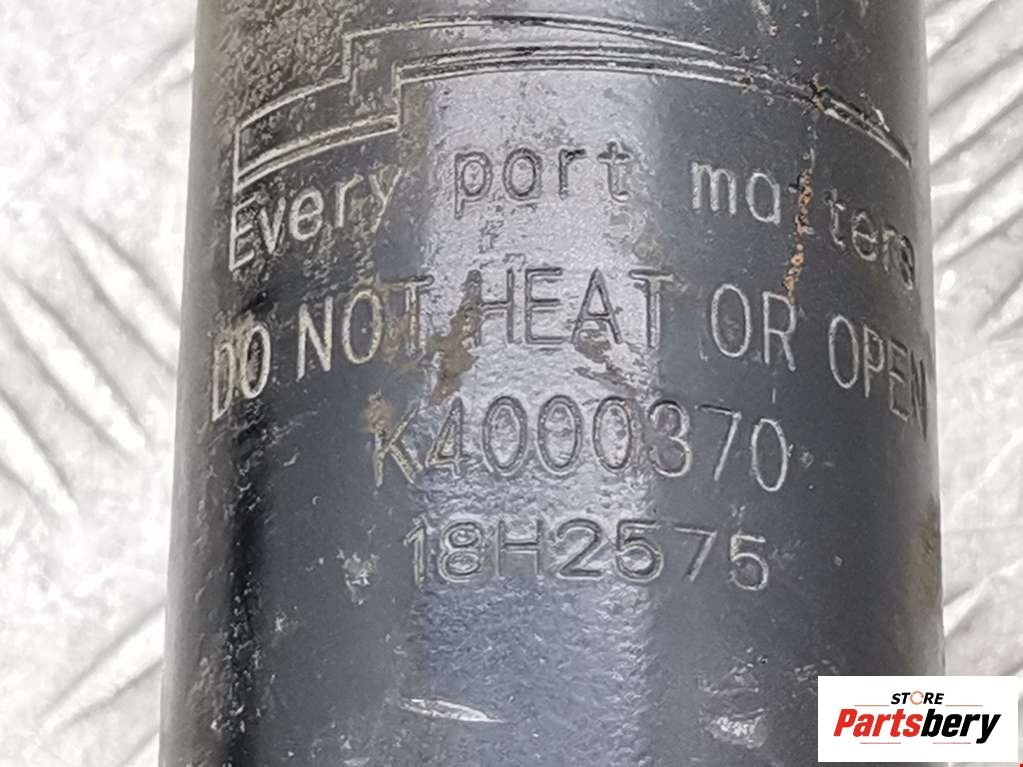 Every part matters
DO NOT HEAT OR OPEN
K4000370
18H2575
STORE
Partsbery